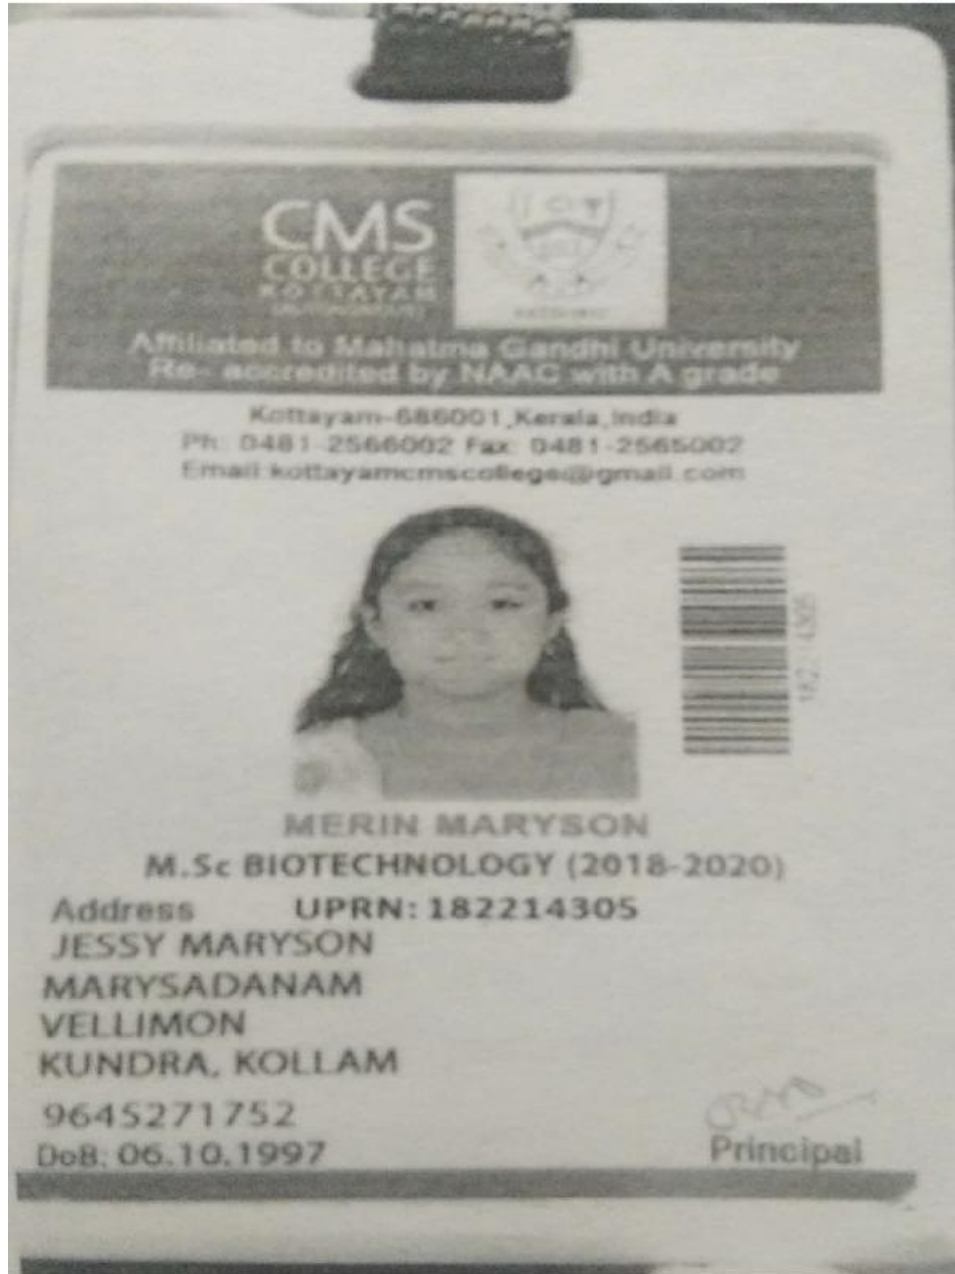 CMS
COLLEGE
KOTTAYAM
Affiliated to Mahatma Gandhi University
Re- accredited by NAAC with A grade
Kottayam-686001,Kerala,India
Ph: 0481-2566002 Fax: 0481-2565002
Email:kottayamcmscollege@gmail.com
MERIN MARYSON
M.Sc BIOTECHNOLOGY (2018-2020)
Address UPRN: 182214305
JESSY MARYSON
MARYSADANAM
VELLIMON
KUNDRA, KOLLAM
9645271752
DoB: 06.10.1997
Principal